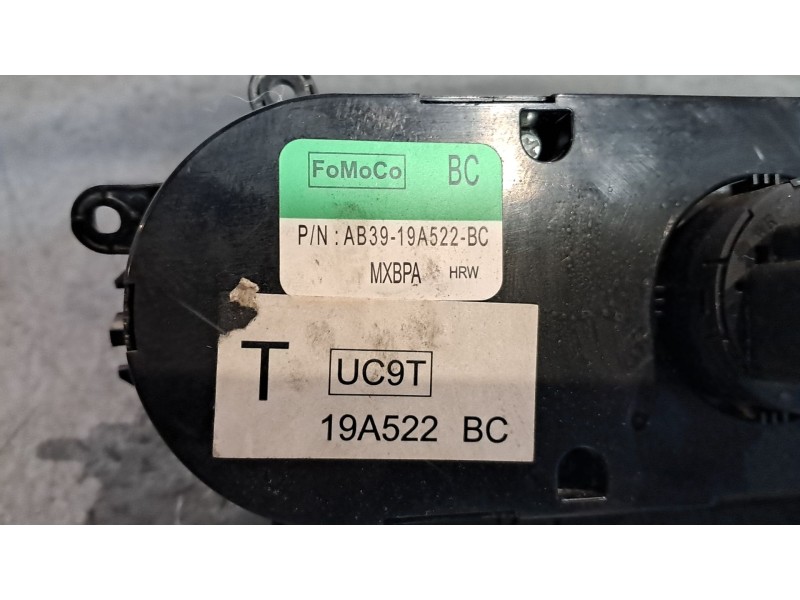 FoMoCo BC
P/N : AB39-19A522-BC
MXBPA HRW
T UC9T
19A522 BC